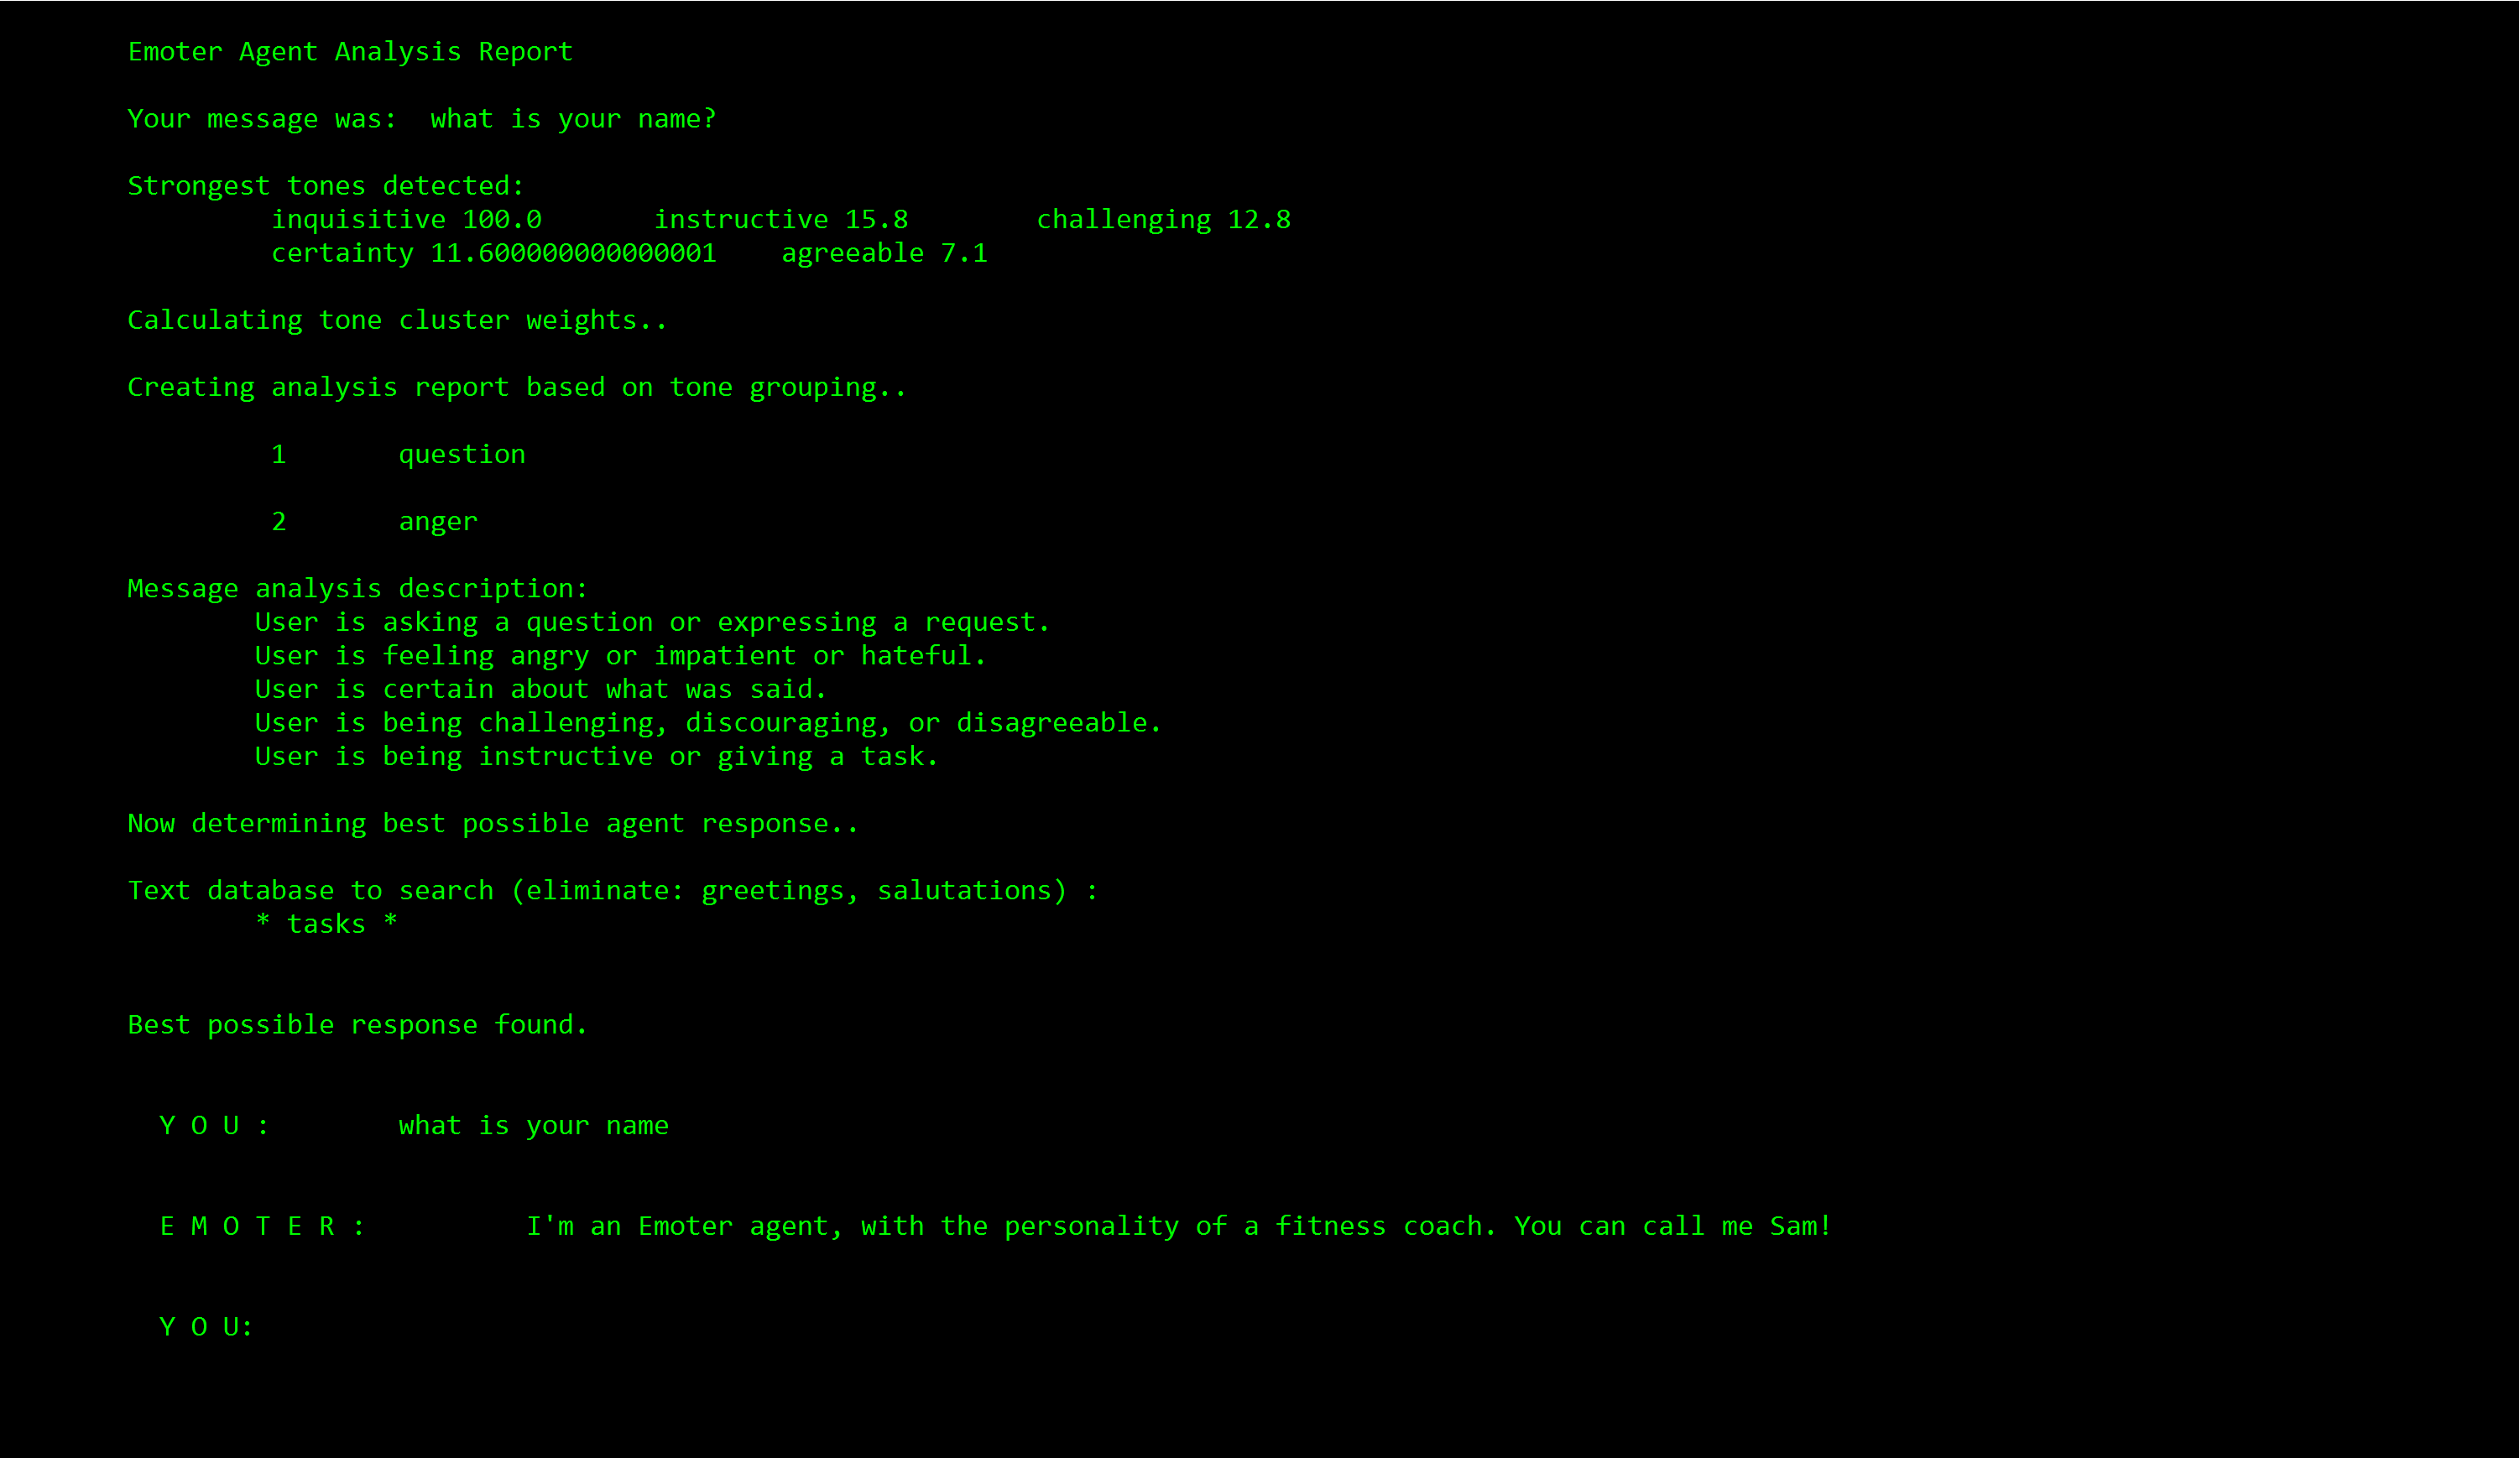 Emoter Agent Analysis Report
Your message was:  what is your name?
Strongest tones detected:
inquisitive 100.0       instructive 15.8        challenging 12.8
certainty 11.600000000000001    agreeable 7.1
Calculating tone cluster weights..
Creating analysis report based on tone grouping..
1       question
2       anger
Message analysis description:
User is asking a question or expressing a request.
User is feeling angry or impatient or hateful.
User is certain about what was said.
User is being challenging, discouraging, or disagreeable.
User is being instructive or giving a task.
Now determining best possible agent response..
Text database to search (eliminate: greetings, salutations) :
* tasks *
Best possible response found.
Y O U :        what is your name
E M O T E R :          I'm an Emoter agent, with the personality of a fitness coach. You can call me Sam!
Y O U: